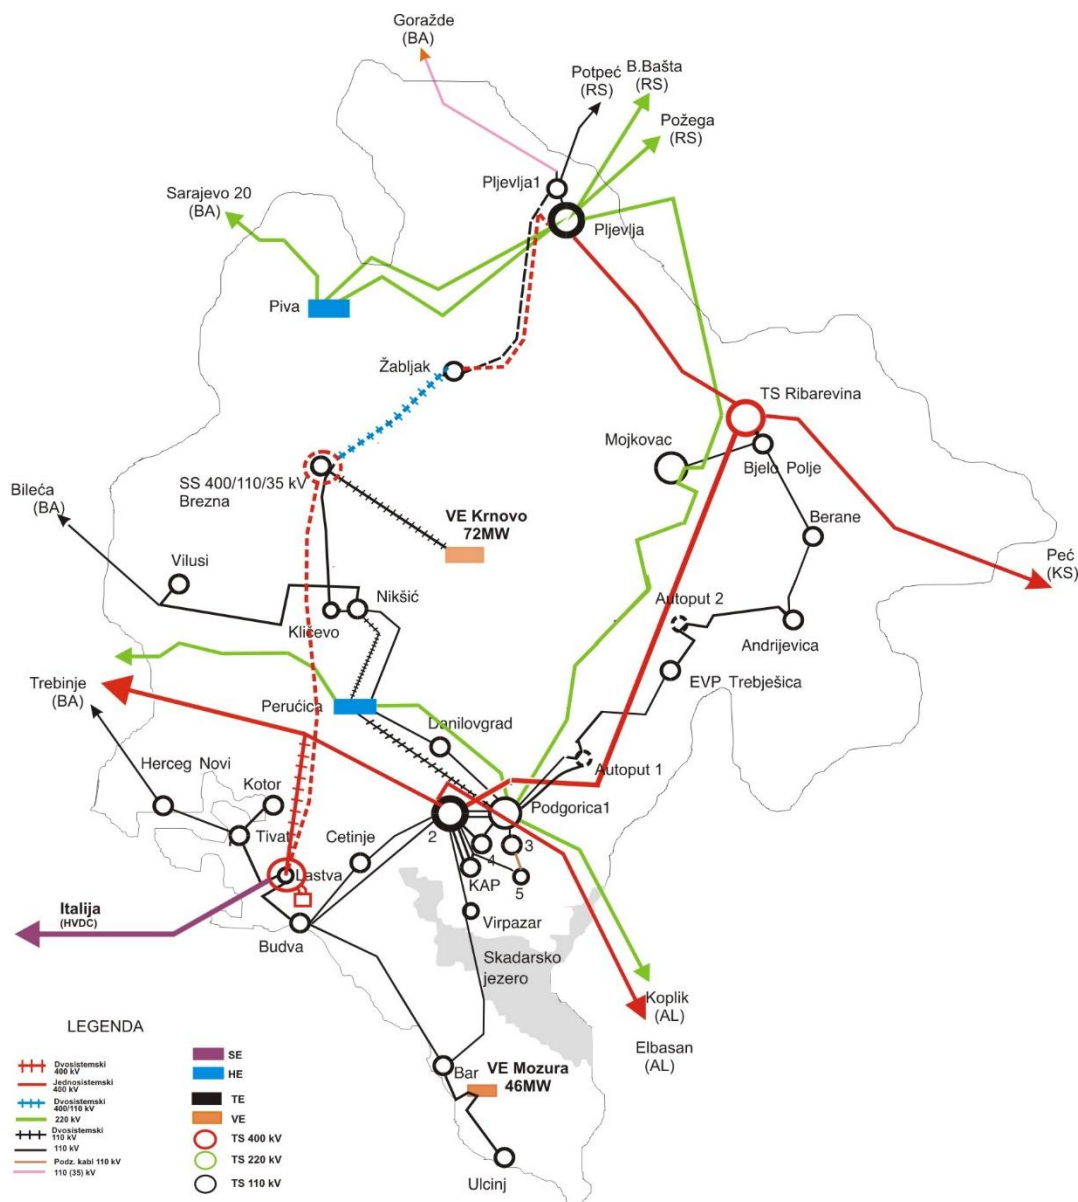 Goražde
(BA)
Potpeć
(RS)
B.Bašta
(RS)
Požega
(RS)
Pljevlja1
Sarajevo 20
(BA)
Pljevlja
Piva
Žabljak
TS Ribarevina
Mojkovac
Bjelo Polje
SS 400/110/35 kV
Brezna
Bileća
(BA)
VE Krnovo
72MW
Berane
Peć
(KS)
Vilusi
Nikšić
Kličevo
Autoput 2
Andrijevica
EVP Trebješica
Trebinje
(BA)
Perućica
Danilovgrad
Herceg Novi
Autoput 1
Kotor
Podgorica1
Tivat
Cetinje
2
4
3
Lastva
KAP
5
Italija
(HVDC)
Virpazar
Budva
Skadarsko
jezero
Koplik
(AL)
Elbasan
(AL)
Bar
VE Mozura
46MW
Ulcinj
LEGENDA
Dvosistemski
400 kV
Jednosistemski
400 kV
Dvosistemski
400/110 kV
220 kV
Dvosistemski
110 kV
110 kV
Podz. kabl 110 kV
110 (35) kV
SE
HE
TE
VE
TS 400 kV
TS 220 kV
TS 110 kV